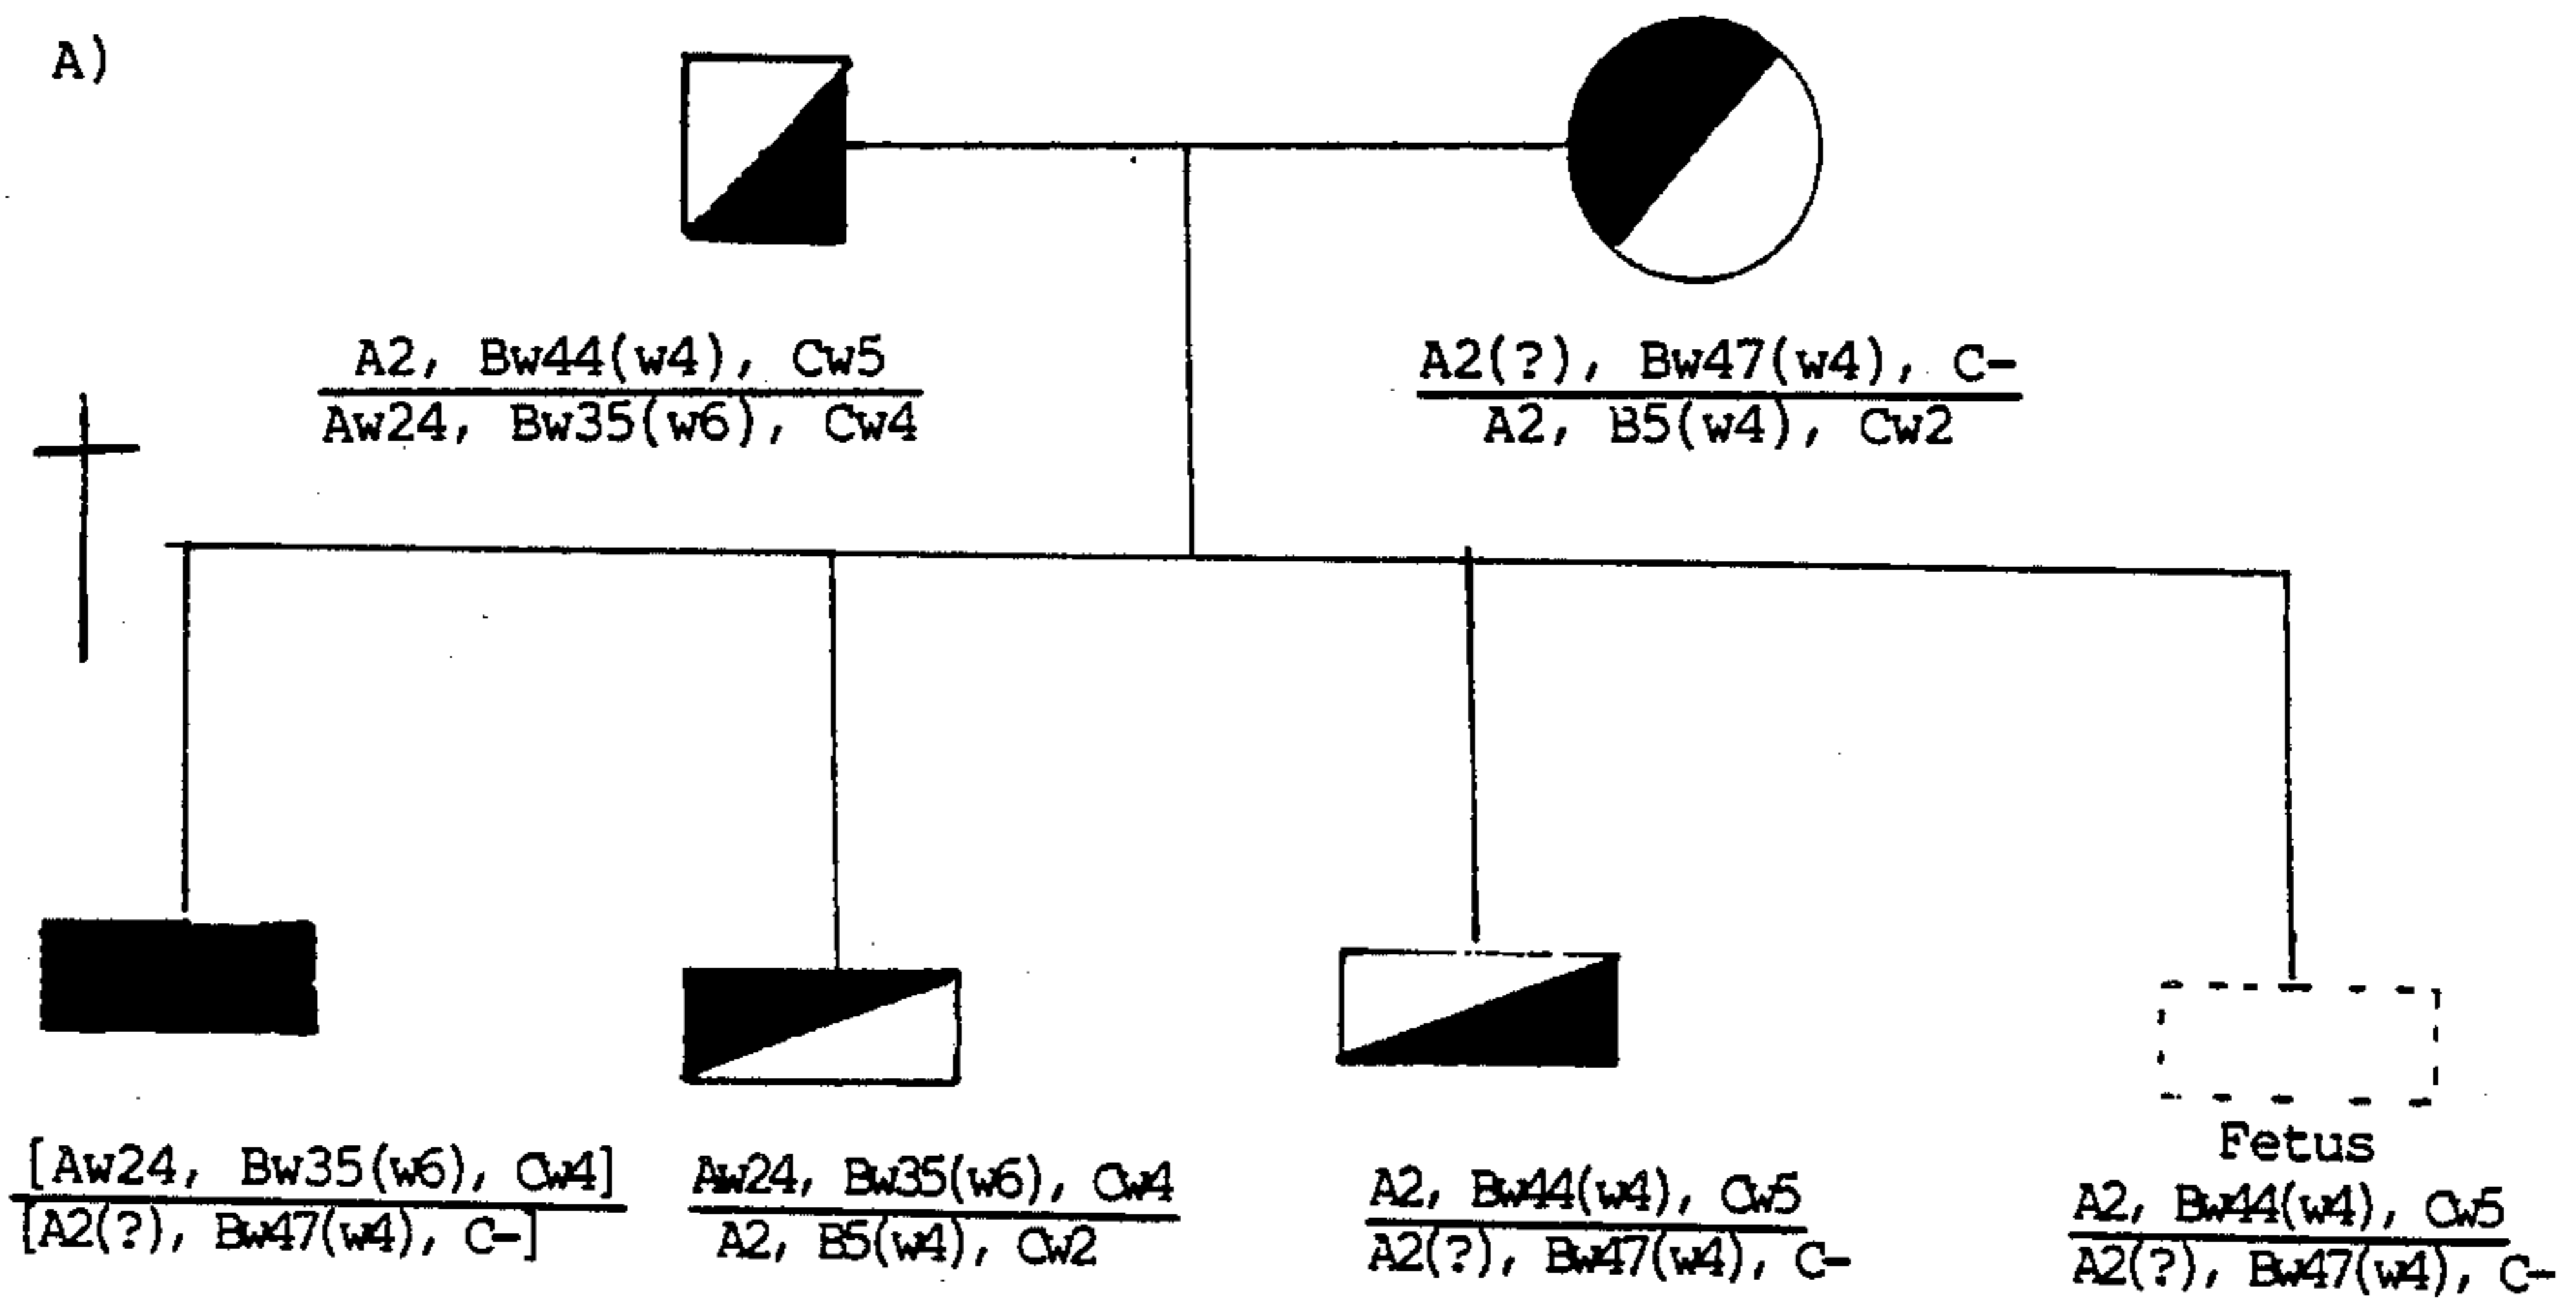 A)
A2, Bw44(w4), Cw5
Aw24, Bw35(w6), Cw4
A2(?), Bw47(w4), C-
A2, B5(w4), Cw2
[Aw24, Bw35(w6), Cw4]
[A2(?), Bw47(w4), C-]
Aw24, Bw35(w6), Cw4
A2, B5(w4), Cw2
A2, Bw44(w4), Cw5
A2(?), Bw47(w4), C-
Fetus
A2, Bw44(w4), Cw5
A2(?), Bw47(w4), C-